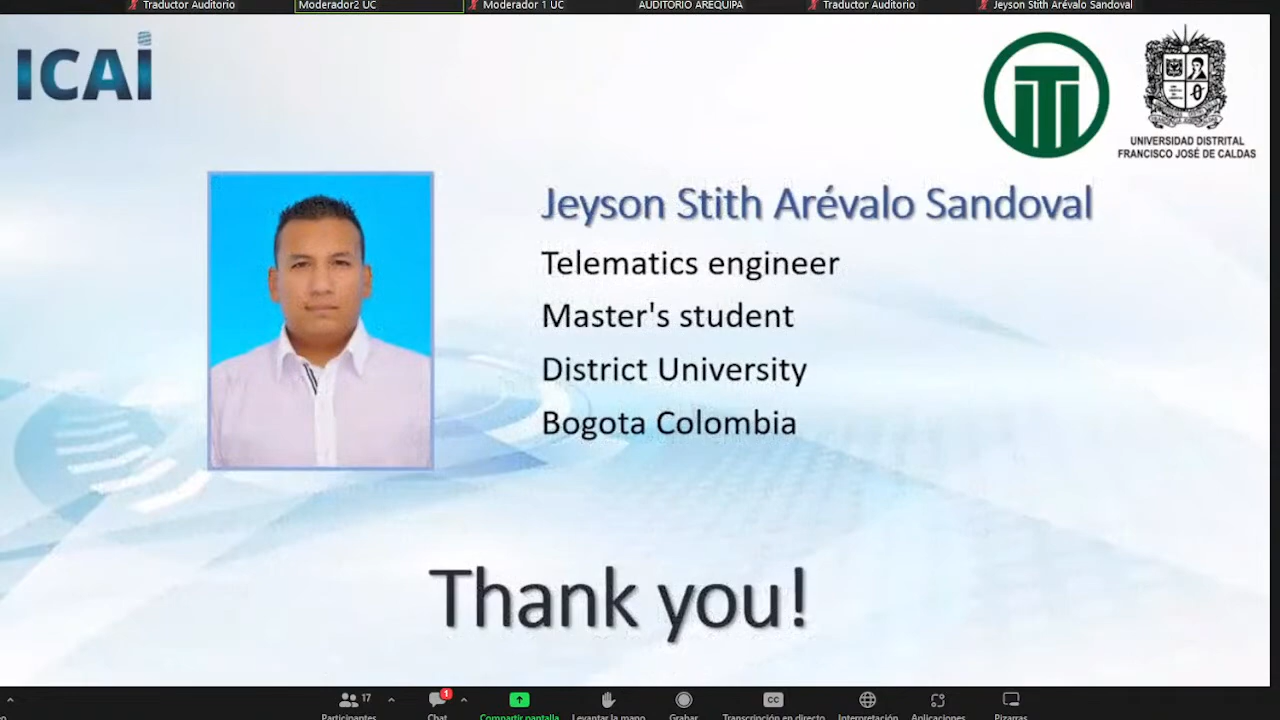 Traductor Auditorio
Moderador2 UC
Moderador 1 UC
AUDITORIO AREQUIPA
Traductor Auditorio
Jeyson Stith Arévalo Sandoval
ICAI
UNIVERSIDAD DISTRITAL
FRANCISCO JOSÉ DE CALDAS
Jeyson Stith Arévalo Sandoval
Telematics engineer
Master's student
District University
Bogota Colombia
Thank you!
17
1
CC
Participantes
Chat
Compartir pantalla
Levantar la mano
Grabar
Transcripción en directo
Interpretación
Aplicaciones
Pizarras